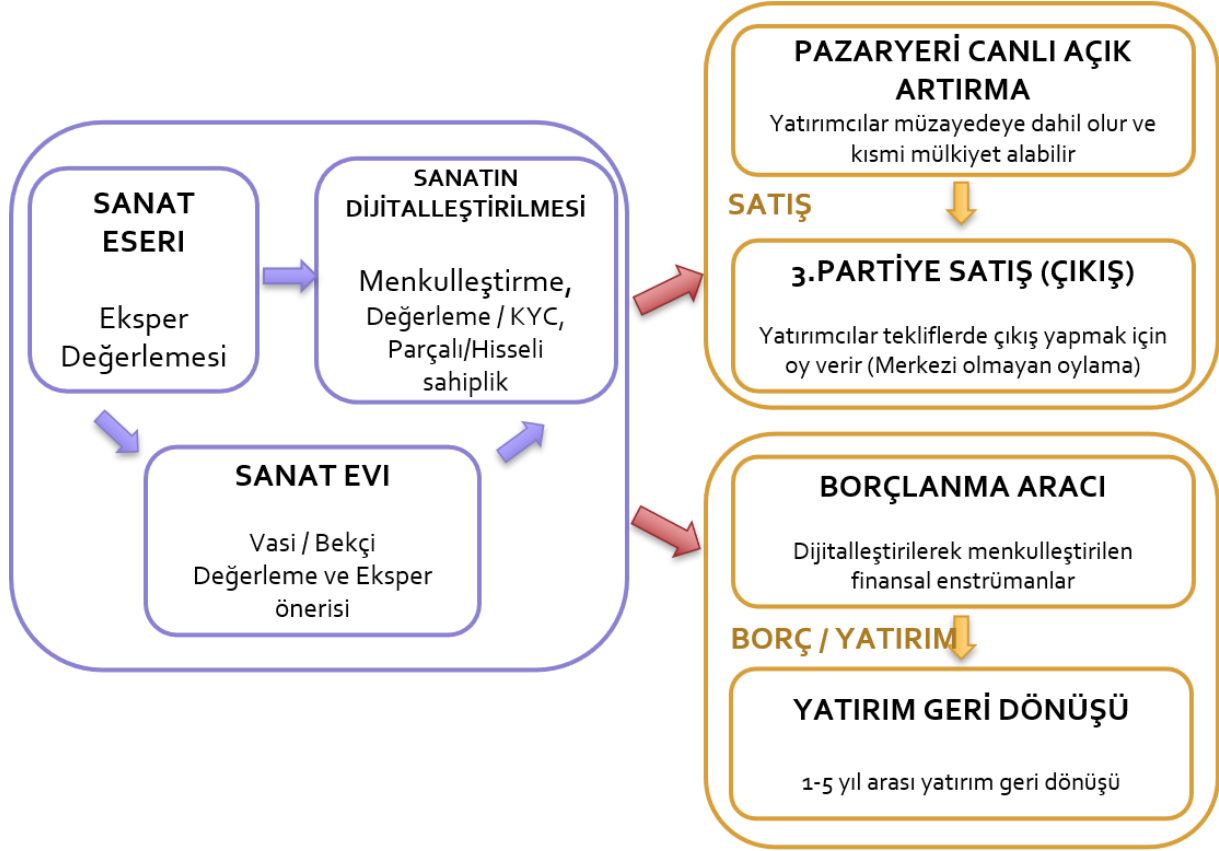 SANAT
ESERI
Eksper
Değerlemesi
SANATIN
DİJİTALLEŞTİRİLMESİ
Menkulleştirme,
Değerleme / KYC,
Parçalı/Hisseli
sahiplik
SANAT EVI
Vasi / Bekçi
Değerleme ve Eksper
önerisi
PAZARYERİ CANLI AÇIK
ARTIRMA
Yatırımcılar müzayedeye dahil olur ve
kısmi mülkiyet alabilir
SATIŞ
3.PARTİYE SATIŞ (ÇIKIŞ)
Yatırımcılar tekliflerde çıkış yapmak için
oy verir (Merkezi olmayan oylama)
BORÇLANMA ARACI
Dijitalleştirilerek menkulleştirilen
finansal enstrümanlar
BORÇ / YATIRIM
YATIRIM GERİ DÖNÜŞÜ
1-5 yıl arası yatırım geri dönüşü